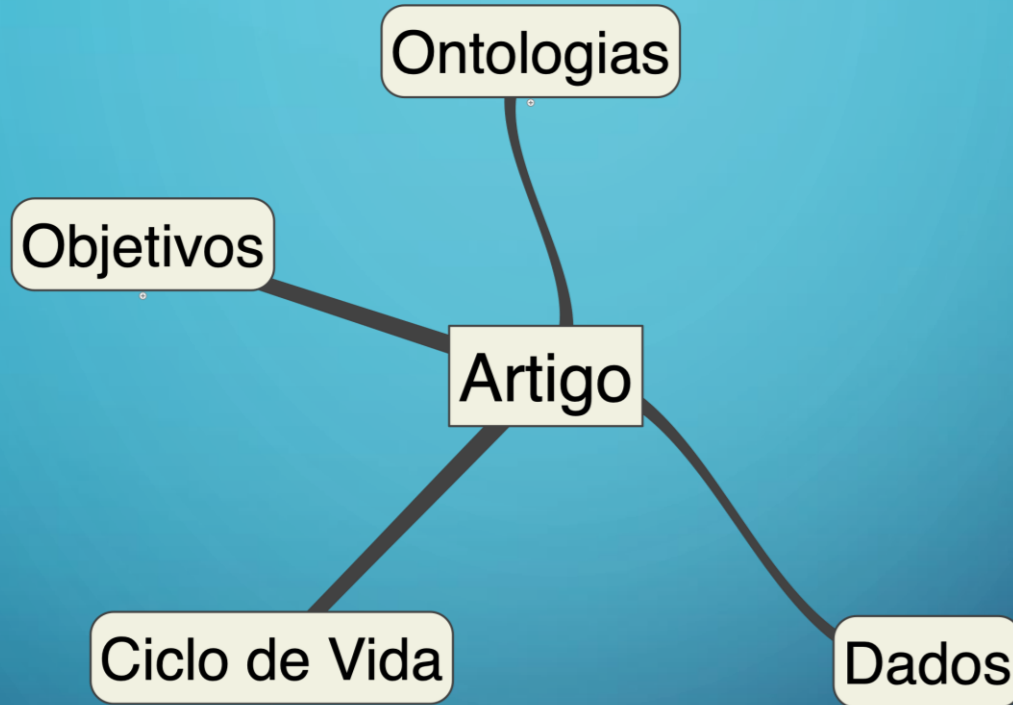 Ontologias
Objetivos
Artigo
Ciclo de Vida
Dados